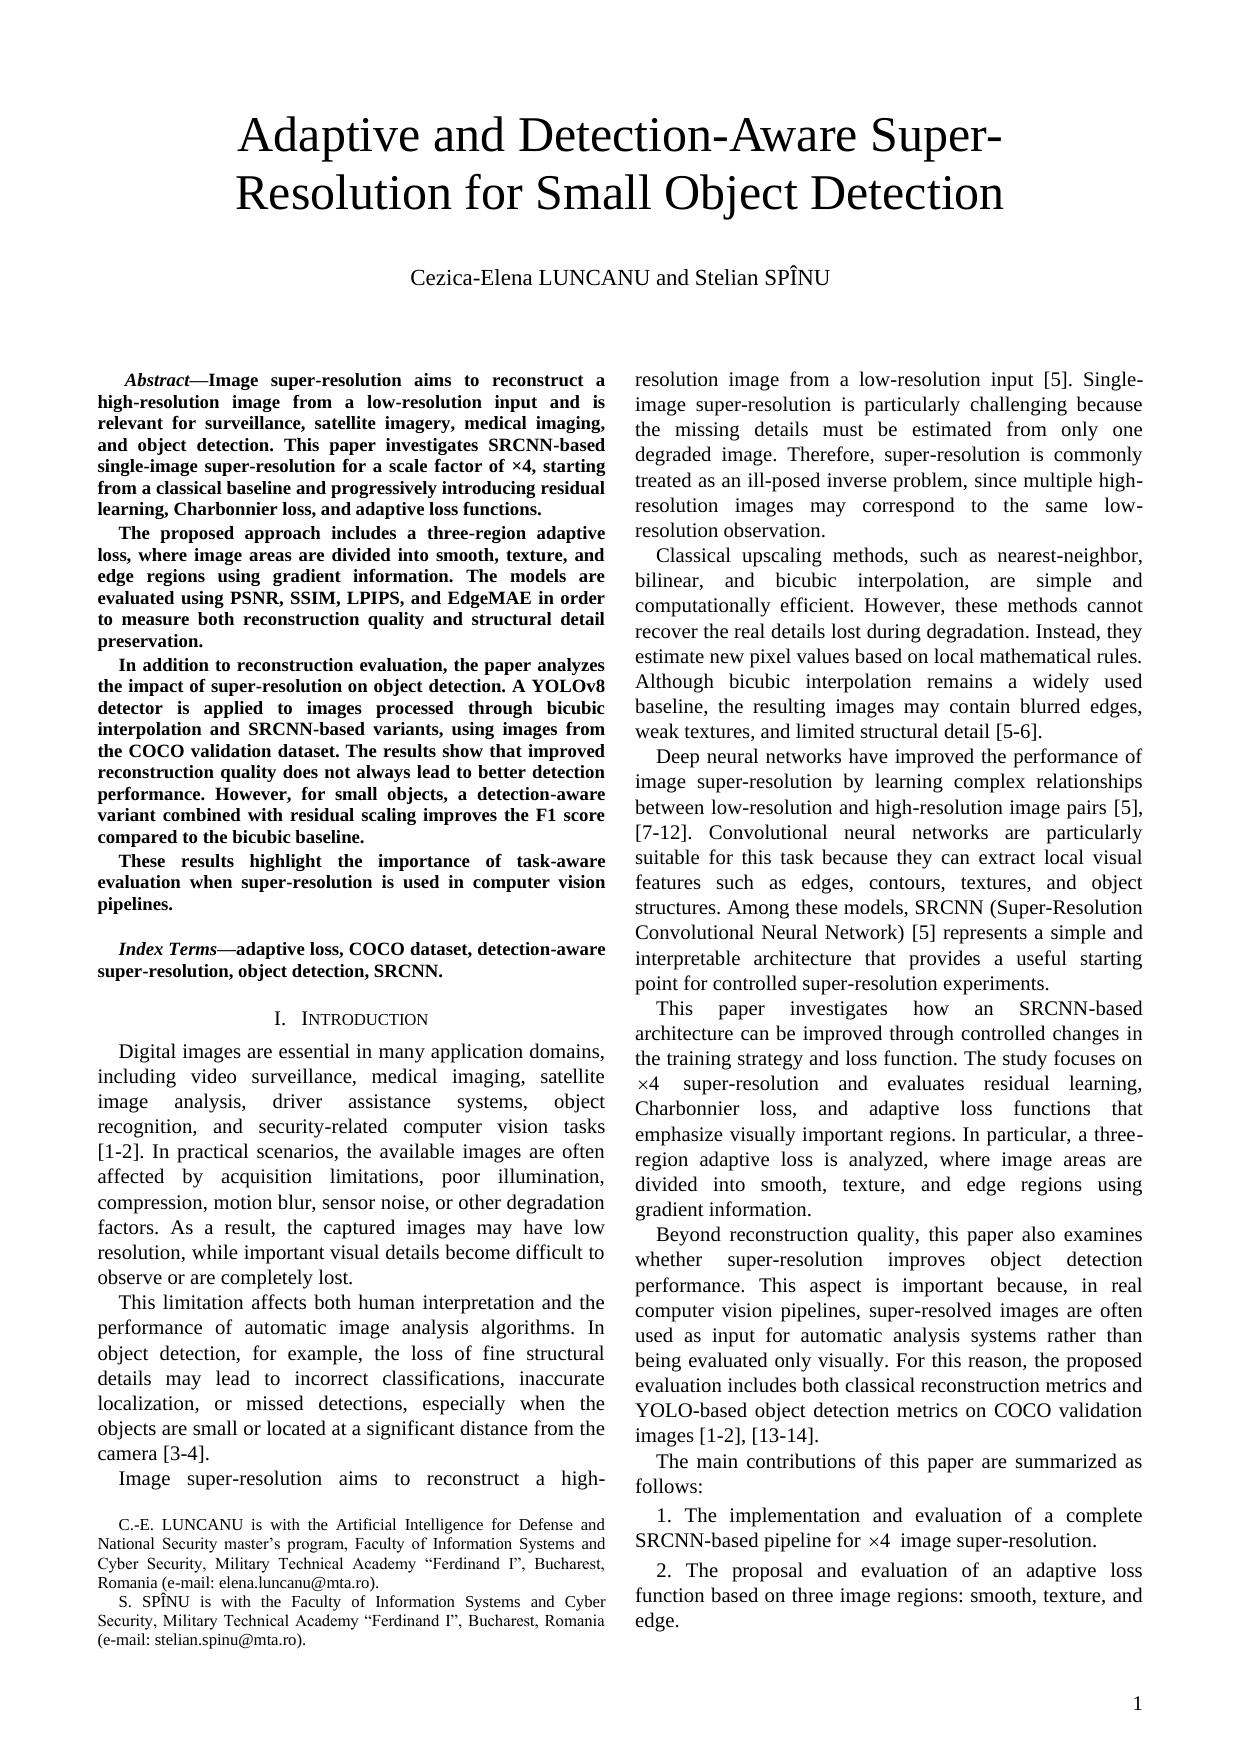 Adaptive and Detection-Aware Super-
Resolution for Small Object Detection
Cezica-Elena LUNCANU and Stelian SPÎNU
Abstract—Image super-resolution aims to reconstruct a
high-resolution image from a low-resolution input and is
relevant for surveillance, satellite imagery, medical imaging,
and object detection. This paper investigates SRCNN-based
single-image super-resolution for a scale factor of ×4, starting
from a classical baseline and progressively introducing residual
learning, Charbonnier loss, and adaptive loss functions.
The proposed approach includes a three-region adaptive
loss, where image areas are divided into smooth, texture, and
edge regions using gradient information. The models are
evaluated using PSNR, SSIM, LPIPS, and EdgeMAE in order
to measure both reconstruction quality and structural detail
preservation.
In addition to reconstruction evaluation, the paper analyzes
the impact of super-resolution on object detection. A YOLOv8
detector is applied to images processed through bicubic
interpolation and SRCNN-based variants, using images from
the COCO validation dataset. The results show that improved
reconstruction quality does not always lead to better detection
performance. However, for small objects, a detection-aware
variant combined with residual scaling improves the F1 score
compared to the bicubic baseline.
These results highlight the importance of task-aware
evaluation when super-resolution is used in computer vision
pipelines.
Index Terms—adaptive loss, COCO dataset, detection-aware
super-resolution, object detection, SRCNN.
I. INTRODUCTION
Digital images are essential in many application domains,
including video surveillance, medical imaging, satellite
image analysis, driver assistance systems, object
recognition, and security-related computer vision tasks
[1-2]. In practical scenarios, the available images are often
affected by acquisition limitations, poor illumination,
compression, motion blur, sensor noise, or other degradation
factors. As a result, the captured images may have low
resolution, while important visual details become difficult to
observe or are completely lost.
This limitation affects both human interpretation and the
performance of automatic image analysis algorithms. In
object detection, for example, the loss of fine structural
details may lead to incorrect classifications, inaccurate
localization, or missed detections, especially when the
objects are small or located at a significant distance from the
camera [3-4].
Image super-resolution aims to reconstruct a high-
C.-E. LUNCANU is with the Artificial Intelligence for Defense and
National Security master's program, Faculty of Information Systems and
Cyber Security, Military Technical Academy “Ferdinand I”, Bucharest,
Romania (e-mail: elena.luncanu@mta.ro).
S. SPÎNU is with the Faculty of Information Systems and Cyber
Security, Military Technical Academy “Ferdinand I”, Bucharest, Romania
(e-mail: stelian.spinu@mta.ro).
resolution image from a low-resolution input [5]. Single-
image super-resolution is particularly challenging because
the missing details must be estimated from only one
degraded image. Therefore, super-resolution is commonly
treated as an ill-posed inverse problem, since multiple high-
resolution images may correspond to the same low-
resolution observation.
Classical upscaling methods, such as nearest-neighbor,
bilinear, and bicubic interpolation, are simple and
computationally efficient. However, these methods cannot
recover the real details lost during degradation. Instead, they
estimate new pixel values based on local mathematical rules.
Although bicubic interpolation remains a widely used
baseline, the resulting images may contain blurred edges,
weak textures, and limited structural detail [5-6].
Deep neural networks have improved the performance of
image super-resolution by learning complex relationships
between low-resolution and high-resolution image pairs [5],
[7-12]. Convolutional neural networks are particularly
suitable for this task because they can extract local visual
features such as edges, contours, textures, and object
structures. Among these models, SRCNN (Super-Resolution
Convolutional Neural Network) [5] represents a simple and
interpretable architecture that provides a useful starting
point for controlled super-resolution experiments.
This paper investigates how an SRCNN-based
architecture can be improved through controlled changes in
the training strategy and loss function. The study focuses on
×4 super-resolution and evaluates residual learning,
Charbonnier loss, and adaptive loss functions that
emphasize visually important regions. In particular, a three-
region adaptive loss is analyzed, where image areas are
divided into smooth, texture, and edge regions using
gradient information.
Beyond reconstruction quality, this paper also examines
whether super-resolution improves object detection
performance. This aspect is important because, in real
computer vision pipelines, super-resolved images are often
used as input for automatic analysis systems rather than
being evaluated only visually. For this reason, the proposed
evaluation includes both classical reconstruction metrics and
YOLO-based object detection metrics on COCO validation
images [1-2], [13-14].
The main contributions of this paper are summarized as
follows:
1. The implementation and evaluation of a complete
SRCNN-based pipeline for ×4 image super-resolution.
2. The proposal and evaluation of an adaptive loss
function based on three image regions: smooth, texture, and
edge.
1